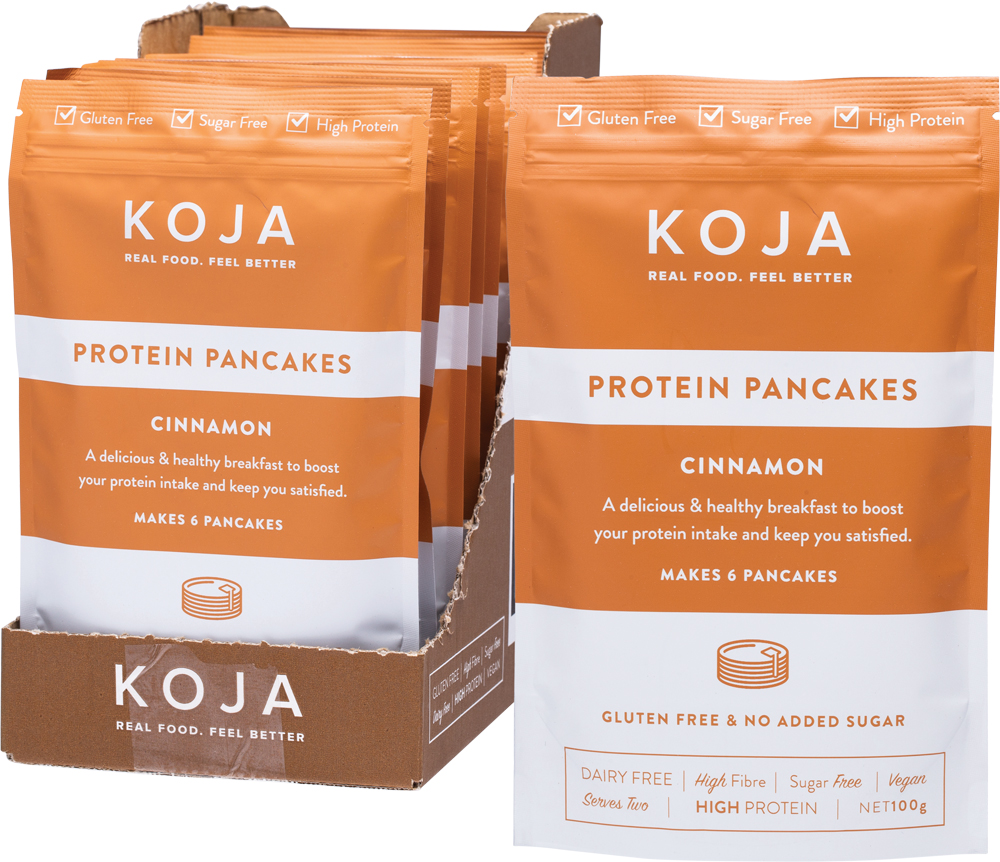 Gluten Free Sugar Free High Protein
KOJA
REAL FOOD. FEEL BETTER
PROTEIN PANCAKES
CINNAMON
A delicious & healthy breakfast to boost
your protein intake and keep you satisfied.
MAKES 6 PANCAKES
KOJA
REAL FOOD. FEEL BETTER
GLUTEN FREE | High Fibre | Sugar Free
Dairy Free | HIGH PROTEIN | VEGAN
Gluten Free Sugar Free High Protein
KOJA
REAL FOOD. FEEL BETTER
PROTEIN PANCAKES
CINNAMON
A delicious & healthy breakfast to boost
your protein intake and keep you satisfied.
MAKES 6 PANCAKES
GLUTEN FREE & NO ADDED SUGAR
DAIRY FREE | High Fibre | Sugar Free | Vegan
Serves Two | HIGH PROTEIN | NET100g